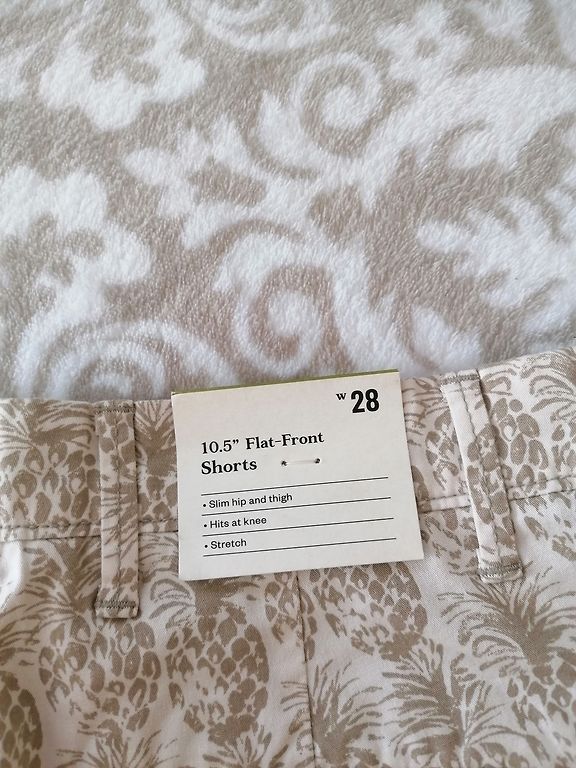 W 28
10.5” Flat-Front
Shorts
• Slim hip and thigh
• Hits at knee
• Stretch